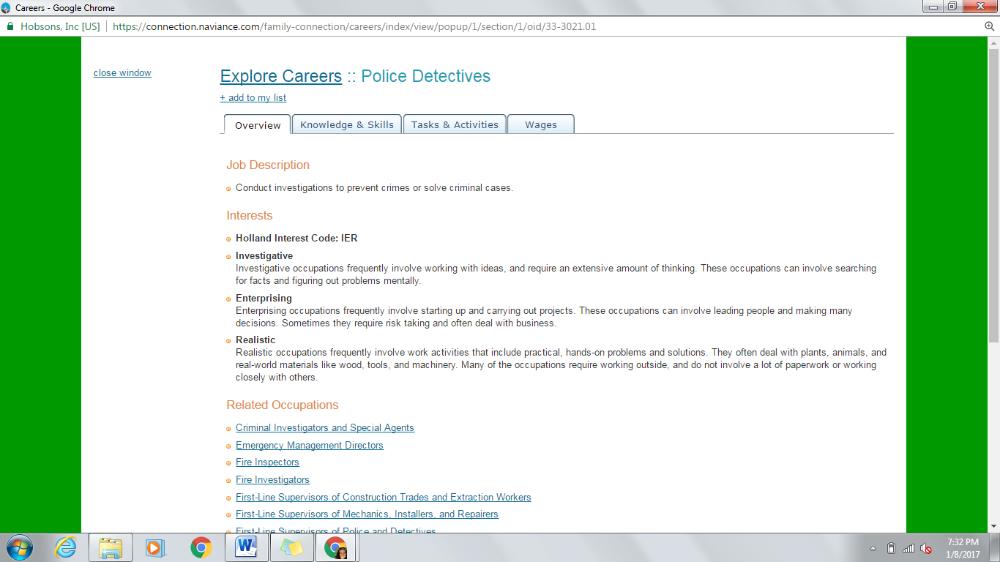 Careers - Google Chrome
Hobsons, Inc [US] https://connection.naviance.com/family-connection/careers/index/view/popup/1/section/1/oid/33-3021.01
close window
Explore Careers :: Police Detectives
+ add to my list
Overview Knowledge & Skills Tasks & Activities Wages
Job Description
Conduct investigations to prevent crimes or solve criminal cases.
Interests
Holland Interest Code: IER
Investigative
Investigative occupations frequently involve working with ideas, and require an extensive amount of thinking. These occupations can involve searching
for facts and figuring out problems mentally.
Enterprising
Enterprising occupations frequently involve starting up and carrying out projects. These occupations can involve leading people and making many
decisions. Sometimes they require risk taking and often deal with business.
Realistic
Realistic occupations frequently involve work activities that include practical, hands-on problems and solutions. They often deal with plants, animals, and
real-world materials like wood, tools, and machinery. Many of the occupations require working outside, and do not involve a lot of paperwork or working
closely with others.
Related Occupations
Criminal Investigators and Special Agents
Emergency Management Directors
Fire Inspectors
Fire Investigators
First-Line Supervisors of Construction Trades and Extraction Workers
First-Line Supervisors of Mechanics, Installers, and Repairers
First-Line Supervisors of Police and Detectives
7:32 PM
1/8/2017